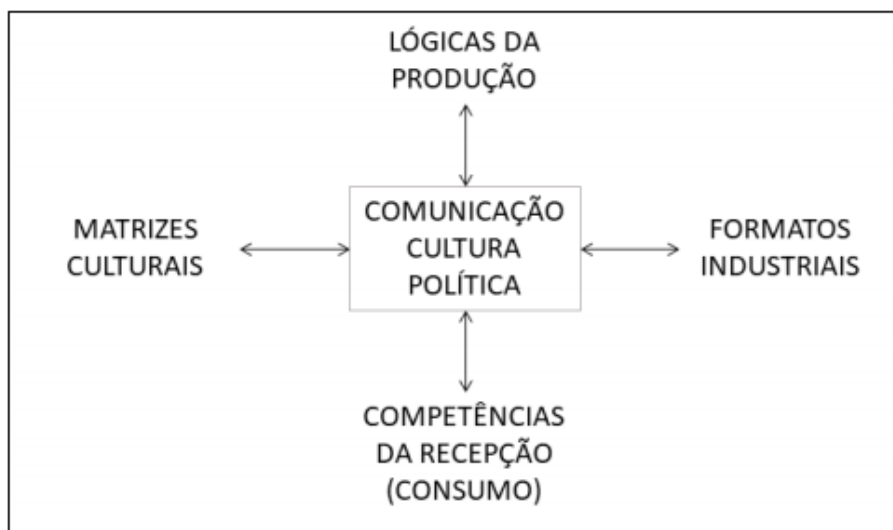 LÓGICAS DA
PRODUÇÃO
MATRIZES
CULTURAIS
COMUNICAÇÃO
CULTURA
POLÍTICA
FORMATOS
INDUSTRIAIS
COMPETÊNCIAS
DA RECEPÇÃO
(CONSUMO)